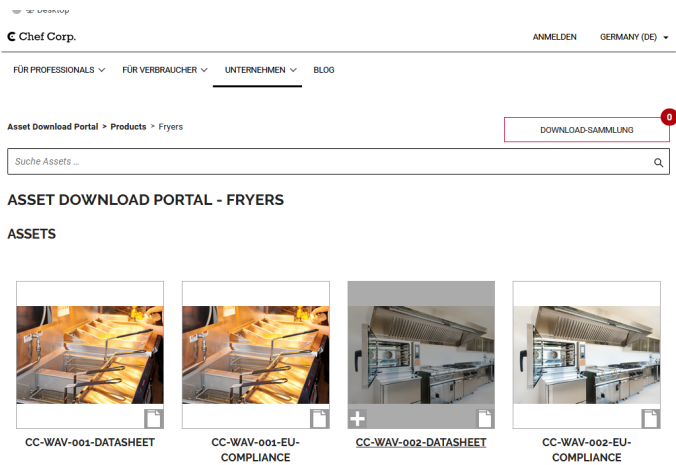 Desktop
Chef Corp.
ANMELDEN GERMANY (DE)
FÜR PROFESSIONALS FÜR VERBRAUCHER UNTERNEHMEN BLOG
0
Asset Download Portal > Products > Fryers
DOWNLOAD-SAMMLUNG
Suche Assets ...
ASSET DOWNLOAD PORTAL - FRYERS
ASSETS
CC-WAV-001-DATASHEET
CC-WAV-001-EU-
COMPLIANCE
CC-WAV-002-DATASHEET
CC-WAV-002-EU-
COMPLIANCE